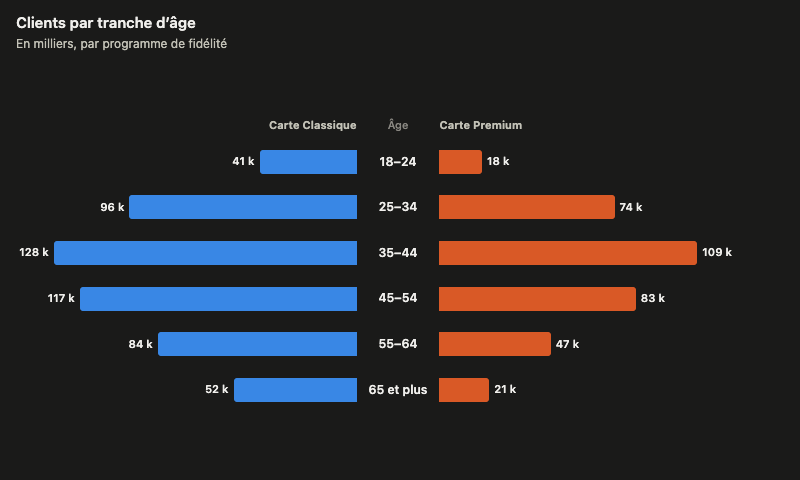 Clients par tranche d’âge
En milliers, par programme de fidélité
Carte Classique Âge Carte Premium
41 k 18–24 18 k
96 k 25–34 74 k
128 k 35–44 109 k
117 k 45–54 83 k
84 k 55–64 47 k
52 k 65 et plus 21 k